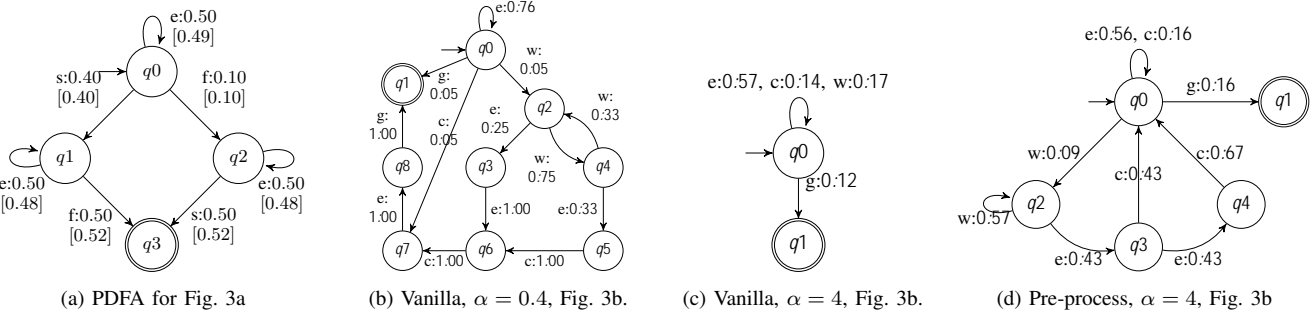 e:0.50
[0.49]
q0
s:0.40
[0.40]
f:0.10
[0.10]
q1
q2
e:0.50
[0.48]
e:0.50
[0.48]
f:0.50
[0.52]
s:0.50
[0.52]
q3
(a) PDFA for Fig. 3a
e:0.76
q0
w:
0.05
g:
0.05
q1
q2
c:
0.05
e:
0.25
w:
0.33
g:
1.00
q8
q3
w:
0.75
q4
e:
1.00
e:1.00
e:0.33
q7
q6
q5
c:1.00
c:1.00
(b) Vanilla, α = 0.4, Fig. 3b.
e:0.57, c:0.14, w:0.17
q0
g:0.12
q1
(c) Vanilla, α = 4, Fig. 3b.
e:0.56, c:0.16
q0
g:0.16
q1
w:0.09
c:0.43
c:0.67
q2
w:0.57
q4
q3
e:0.43
e:0.43
(d) Pre-process, α = 4, Fig. 3b